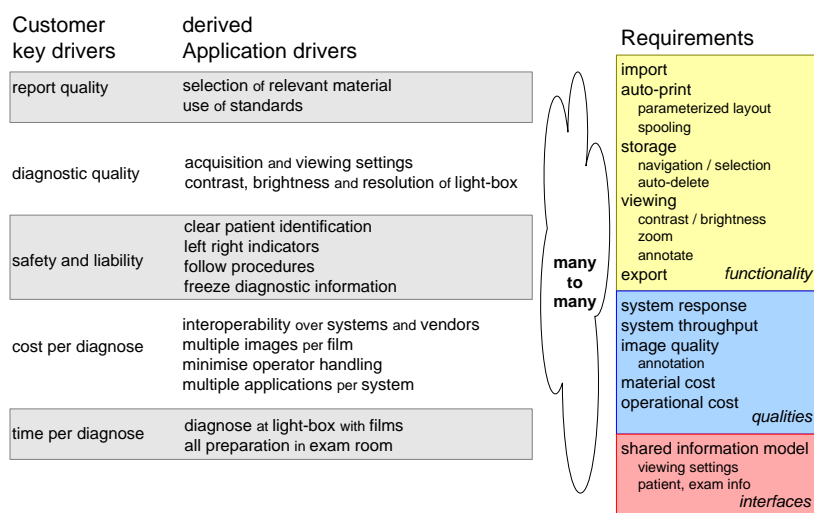 Customer
key drivers
derived
Application drivers
report quality
selection of relevant material
use of standards
diagnostic quality
acquisition and viewing settings
contrast, brightness and resolution of light-box
safety and liability
clear patient identification
left right indicators
follow procedures
freeze diagnostic information
cost per diagnose
interoperability over systems and vendors
multiple images per film
minimise operator handling
multiple applications per system
time per diagnose
diagnose at light-box with films
all preparation in exam room
many
to
many
Requirements
import
auto-print
parameterized layout
spooling
storage
navigation / selection
auto-delete
viewing
contrast / brightness
zoom
annotate
export functionality
system response
system throughput
image quality
annotation
material cost
operational cost
qualities
shared information model
viewing settings
patient, exam info
interfaces